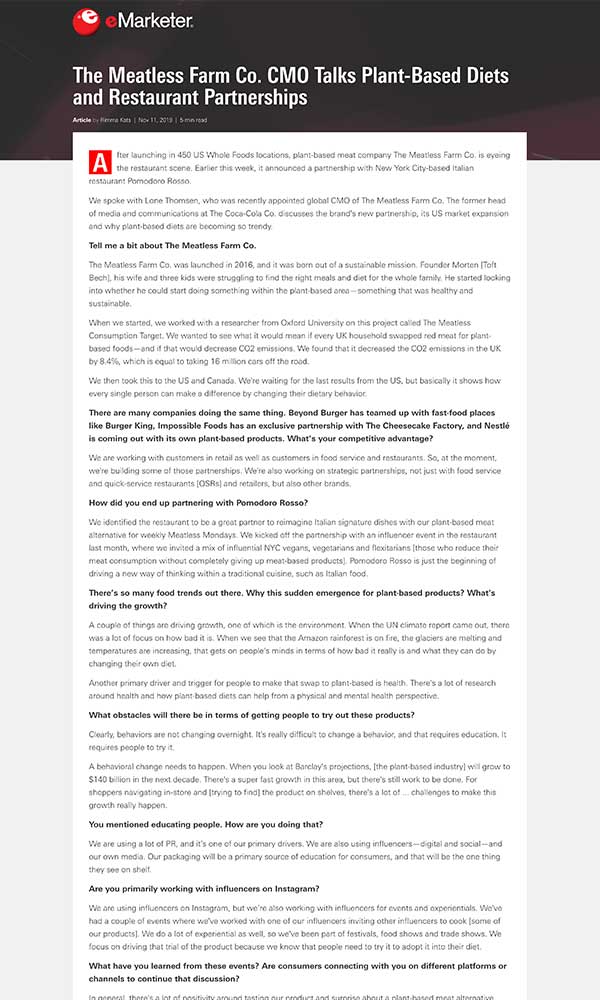 eMarketer.
The Meatless Farm Co. CMO Talks Plant-Based Diets
and Restaurant Partnerships
Article by Rimma Kats | Nov 11, 2019 | 5 min read
After launching in 450 US Whole Foods locations, plant-based meat company The Meatless Farm Co. is eyeing
the restaurant scene. Earlier this week, it announced a partnership with New York City-based Italian
restaurant Pomodoro Rosso.
We spoke with Lone Thomsen, who was recently appointed global CMO of The Meatless Farm Co. The former head
of media and communications at The Coca-Cola Co. discusses the brand's new partnership, its US market expansion
and why plant-based diets are becoming so trendy.
Tell me a bit about The Meatless Farm Co.
The Meatless Farm Co. was launched in 2016, and it was born out of a sustainable mission. Founder Morten [Toft
Bech], his wife and three kids were struggling to find the right meals and diet for the whole family. He started looking
into whether he could start doing something within the plant-based area—something that was healthy and
sustainable.
When we started, we worked with a researcher from Oxford University on this project called The Meatless
Consumption Target. We wanted to see what it would mean if every UK household swapped red meat for plant-
based foods—and if that would decrease CO2 emissions. We found that it decreased the CO2 emissions in the UK
by 8.4%, which is equal to taking 16 million cars off the road.
We then took this to the US and Canada. We're waiting for the last results from the US, but basically it shows how
every single person can make a difference by changing their dietary behavior.
There are many companies doing the same thing. Beyond Burger has teamed up with fast-food places
like Burger King, Impossible Foods has an exclusive partnership with The Cheesecake Factory, and Nestlé
is coming out with its own plant-based products. What's your competitive advantage?
We are working with customers in retail as well as customers in food service and restaurants. So, at the moment,
we're building some of those partnerships. We're also working on strategic partnerships, not just with food service
and quick-service restaurants [QSRs] and retailers, but also other brands.
How did you end up partnering with Pomodoro Rosso?
We identified the restaurant to be a great partner to reimagine Italian signature dishes with our plant-based meat
alternative for weekly Meatless Mondays. We kicked off the partnership with an influencer event in the restaurant
last month, where we invited a mix of influential NYC vegans, vegetarians and flexitarians [those who reduce their
meat consumption without completely giving up meat-based products]. Pomodoro Rosso is just the beginning of
driving a new way of thinking within a traditional cuisine, such as Italian food.
There's so many food trends out there. Why this sudden emergence for plant-based products? What's
driving the growth?
A couple of things are driving growth, one of which is the environment. When the UN climate report came out, there
was a lot of focus on how bad it is. When we see that the Amazon rainforest is on fire, the glaciers are melting and
temperatures are increasing, that gets on people's minds in terms of how bad it really is and what they can do by
changing their own diet.
Another primary driver and trigger for people to make that swap to plant-based is health. There's a lot of research
around health and how plant-based diets can help from a physical and mental health perspective.
What obstacles will there be in terms of getting people to try out these products?
Clearly, behaviors are not changing overnight. It's really difficult to change a behavior, and that requires education. It
requires people to try it.
A behavioral change needs to happen. When you look at Barclay's projections, [the plant-based industry] will grow to
$140 billion in the next decade. There's a super fast growth in this area, but there's still work to be done. For
shoppers navigating in-store and [trying to find] the product on shelves, there's a lot of ... challenges to make this
growth really happen.
You mentioned educating people. How are you doing that?
We are using a lot of PR, and it's one of our primary drivers. We are also using influencers—digital and social—and
our own media. Our packaging will be a primary source of education for consumers, and that will be the one thing
they see on shelf.
Are you primarily working with influencers on Instagram?
We are using influencers on Instagram, but we're also working with influencers for events and experientials. We've
had a couple of events where we've worked with one of our influencers inviting other influencers to cook [some of
our products]. We do a lot of experiential as well, so we've been part of festivals, food shows and trade shows. We
focus on driving that trial of the product because we know that people need to try it to adopt it into their diet.
What have you learned from these events? Are consumers connecting with you on different platforms or
channels to continue that discussion?
In general, there's a lot of positivity around tasting our product and surprise about a plant-based meat alternative